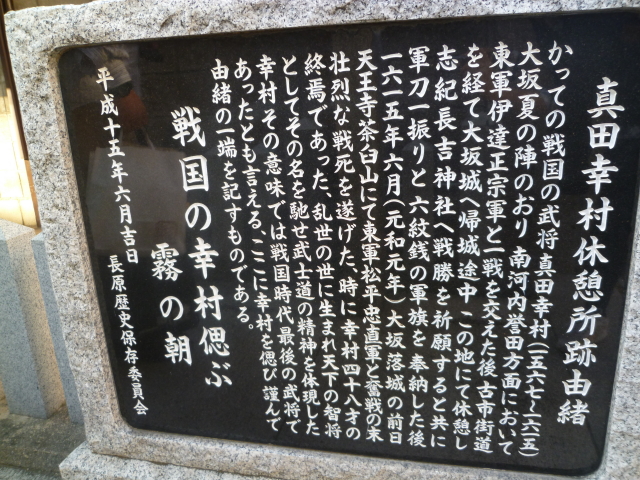 真田幸村休憩所跡由緒
かっての戦国の武将真田幸村(一五六七〜一六一五)
大坂夏の陣のおり 南河内誉田方面において
東軍伊達正宗軍と一戦を交えた後 古市街道
を経て大坂城へ帰城途中 この地にて休憩し
志紀長吉神社へ戦勝を祈願すると共に
軍刀一振りと六紋銭の軍旗を奉納した後
一六一五年六月(元和元年)大坂落城の前日
天王寺茶臼山にて東軍松平忠直軍と奮戦の末
壮烈な戦死を遂げた、時に幸村四十八才の
終焉であった、乱世の世に生まれ天下の智将
としてその名を馳せ武士道の精神を体現した
幸村その意味では戦国時代最後の武将で
あったとも言える、ここに幸村を偲び謹んで
由緒の一端を記すものである。
戦国の幸村偲ぶ
霧の朝
平成十五年六月吉日
長原歴史保存委員会